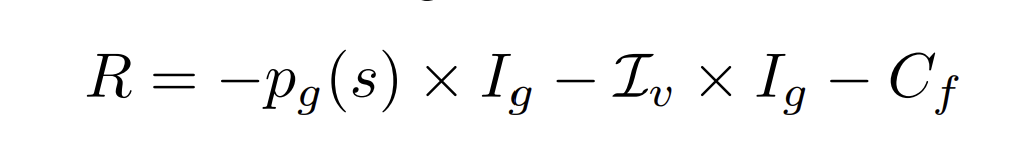 R = −p_g(s) × I_g − ℐ_v × I_g − C_f